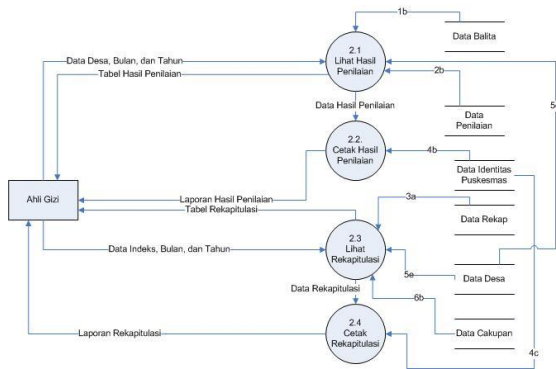 1b
Data Balita
2.1
Lihat Hasil
Penilaian
Data Desa, Bulan, dan Tahun
Tabel Hasil Penilaian
2b
Data Hasil Penilaian
Data
Penilaian
5
2.2.
Cetak Hasil
Penilaian
4b
Data Identitas
Puskesmas
Ahli Gizi
Laporan Hasil Penilaian
Tabel Rekapitulasi
3a
Data Rekap
2.3
Lihat
Rekapitulasi
Data Indeks, Bulan, dan Tahun
5e
Data Desa
Data Rekapitulasi
6b
2.4
Cetak
Rekapitulasi
Laporan Rekapitulasi
Data Cakupan
4c